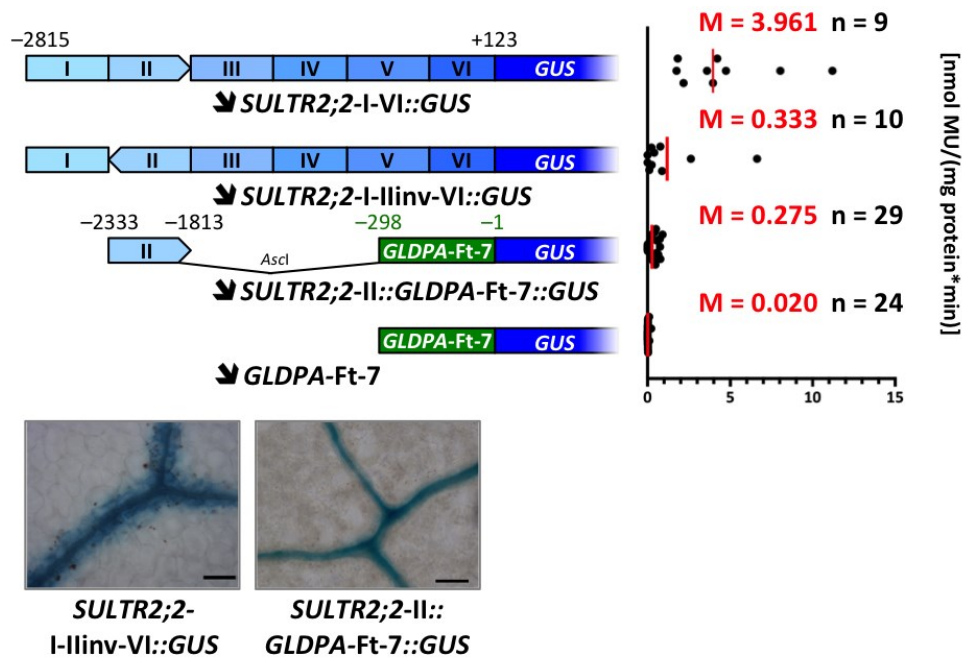 M = 3.961 n = 9
–2815 +123
I II III IV V VI GUS
SULTR2;2-I-VI::GUS
M = 0.333 n = 10
I II III IV V VI GUS
SULTR2;2-I-IIinv-VI::GUS
M = 0.275 n = 29
–2333 –1813 –298 –1
II GLDPA-Ft-7 GUS
AscI
SULTR2;2-II::GLDPA-Ft-7::GUS
M = 0.020 n = 24
GLDPA-Ft-7 GUS
GLDPA-Ft-7
0 5 10 15
[nmol MU/(mg protein*min)]
SULTR2;2-
I-IIinv-VI::GUS
SULTR2;2-II::
GLDPA-Ft-7::GUS